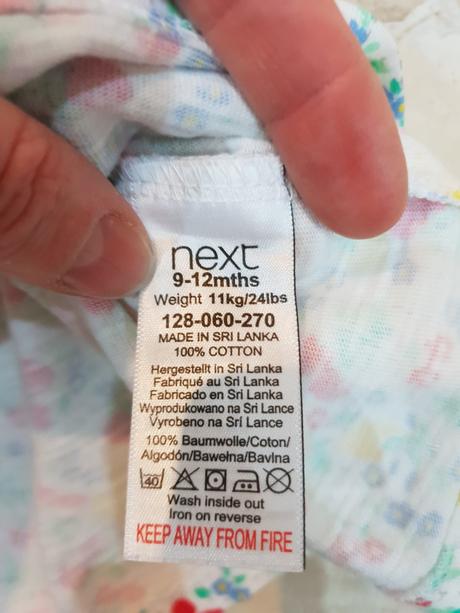 next
9-12mths
Weight 11kg/24lbs
128-060-270
MADE IN SRI LANKA
100% COTTON
Hergestellt in Sri Lanka
Fabriqué au Sri Lanka
Fabricado en Sri Lanka
Wyprodukowano na Sri Lance
Vyrobeno na Srí Lance
100% Baumwolle/Coton/
Algodón/Bawełna/Bavlna
40
Wash inside out
Iron on reverse
KEEP AWAY FROM FIRE